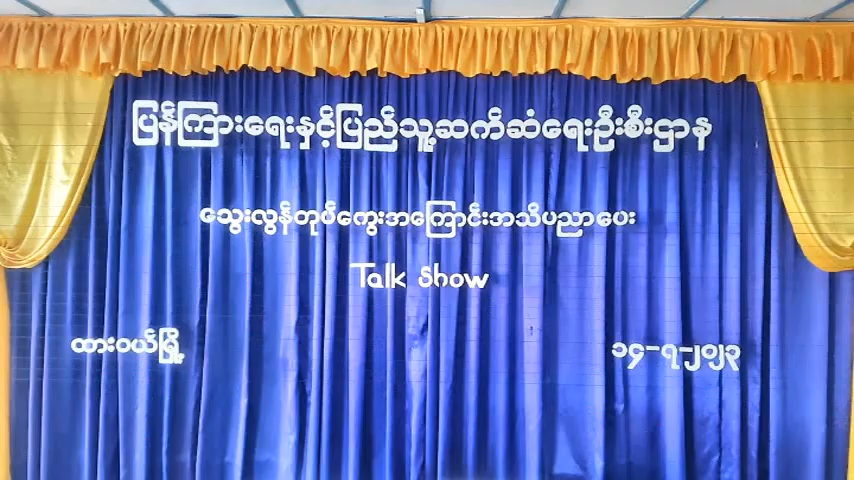 ပြန်ကြားရေးနှင့်ပြည်သူ့ဆက်ဆံရေးဦးစီးဌာန
သွေးလွန်တုပ်ကွေးအကြောင်းအသိပညာပေး
Talk Show
ထားဝယ်မြို့
၁၄-၇-၂၀၂၃